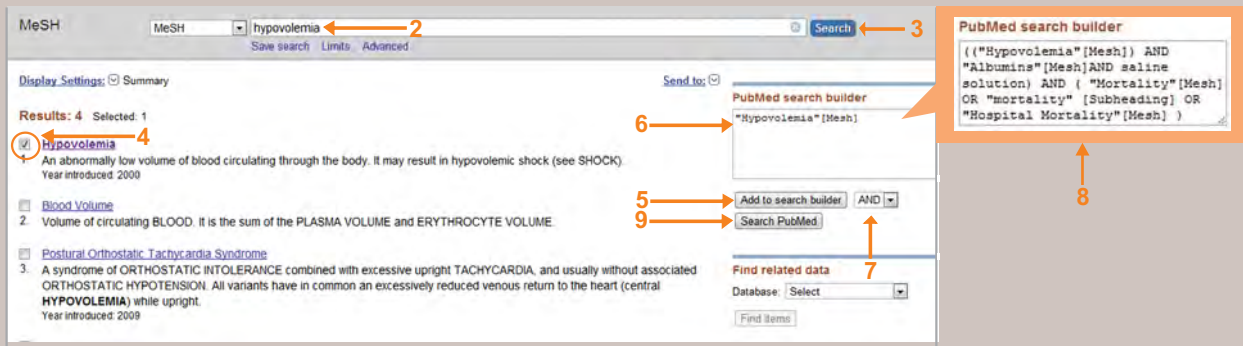 MeSH
MeSH
hypovolemia
2
Search
3
Save search Limits Advanced
Display Settings: Summary
Send to:
Results: 4 Selected: 1
4
Hypovolemia
1. An abnormally low volume of blood circulating through the body. It may result in hypovolemic shock (see SHOCK).
Year introduced: 2000
Blood Volume
2. Volume of circulating BLOOD. It is the sum of the PLASMA VOLUME and ERYTHROCYTE VOLUME.
Postural Orthostatic Tachycardia Syndrome
3. A syndrome of ORTHOSTATIC INTOLERANCE combined with excessive upright TACHYCARDIA, and usually without associated
ORTHOSTATIC HYPOTENSION. All variants have in common an excessively reduced venous return to the heart (central
HYPOVOLEMIA) while upright.
Year introduced: 2009
PubMed search builder
6
"Hypovolemia"[Mesh]
5
Add to search builder AND
9
Search PubMed
7
Find related data
Database: Select
Find items
PubMed search builder
(("Hypovolemia"[Mesh]) AND
"Albumins"[Mesh]AND saline
solution) AND ( "Mortality"[Mesh]
OR "mortality" [Subheading] OR
"Hospital Mortality"[Mesh] )
8